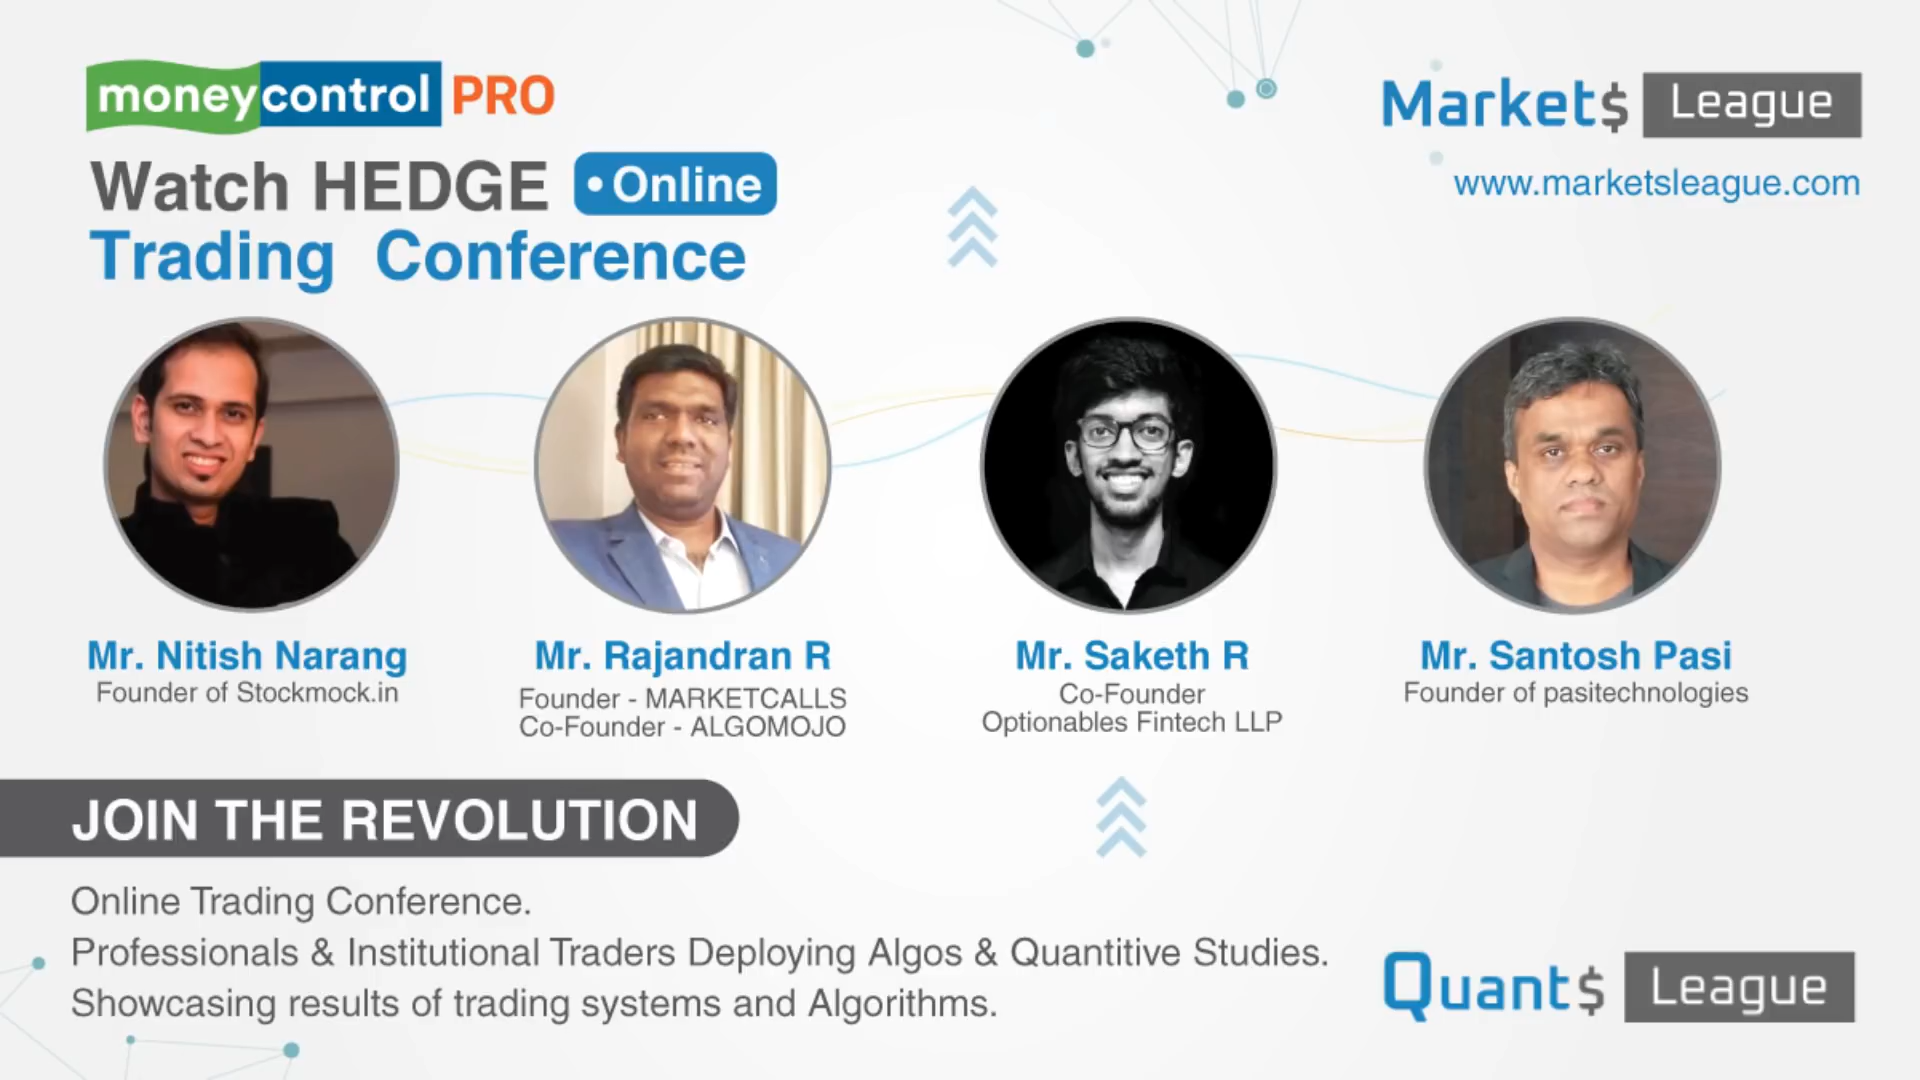 moneycontrol PRO
Market$ League
Watch HEDGE • Online
www.marketsleague.com
Trading Conference
Mr. Nitish Narang
Founder of Stockmock.in
Mr. Rajandran R
Founder - MARKETCALLS
Co-Founder - ALGOMOJO
Mr. Saketh R
Co-Founder
Optionables Fintech LLP
Mr. Santosh Pasi
Founder of pasitechnologies
JOIN THE REVOLUTION
Online Trading Conference.
Professionals & Institutional Traders Deploying Algos & Quantitive Studies.
Showcasing results of trading systems and Algorithms.
Quant$ League